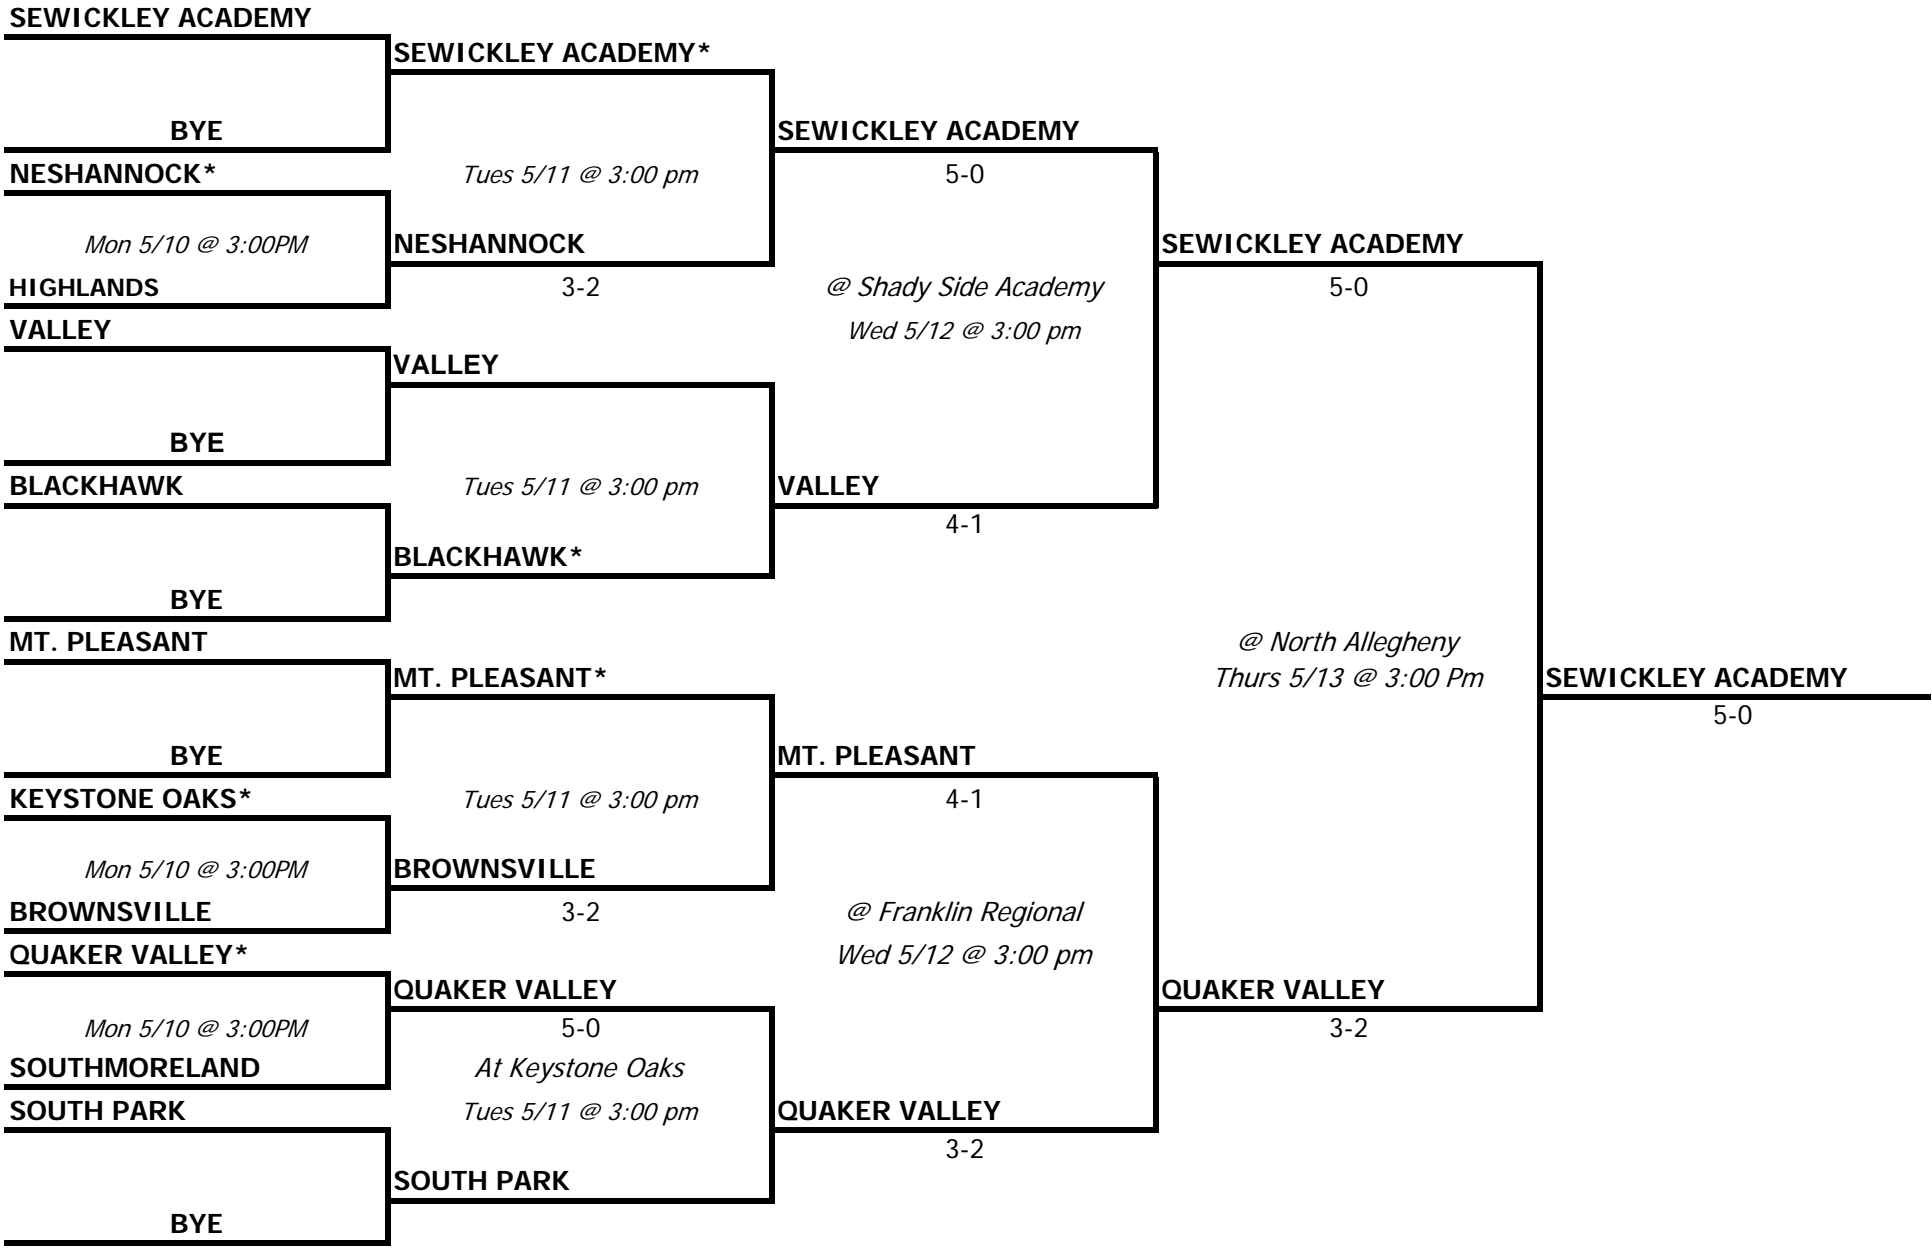 SEWICKLEY ACADEMY
SEWICKLEY ACADEMY*
BYE
SEWICKLEY ACADEMY
NESHANNOCK*
Tues 5/11 @ 3:00 pm
5-0
Mon 5/10 @ 3:00PM
NESHANNOCK
SEWICKLEY ACADEMY
HIGHLANDS
3-2
@ Shady Side Academy
5-0
VALLEY
Wed 5/12 @ 3:00 pm
VALLEY
BYE
BLACKHAWK
Tues 5/11 @ 3:00 pm
VALLEY
4-1
BLACKHAWK*
BYE
MT. PLEASANT
@ North Allegheny
MT. PLEASANT*
Thurs 5/13 @ 3:00 Pm
SEWICKLEY ACADEMY
5-0
BYE
MT. PLEASANT
KEYSTONE OAKS*
Tues 5/11 @ 3:00 pm
4-1
Mon 5/10 @ 3:00PM
BROWNSVILLE
BROWNSVILLE
3-2
@ Franklin Regional
QUAKER VALLEY*
Wed 5/12 @ 3:00 pm
QUAKER VALLEY
QUAKER VALLEY
Mon 5/10 @ 3:00PM
5-0
3-2
SOUTHMORELAND
At Keystone Oaks
SOUTH PARK
Tues 5/11 @ 3:00 pm
QUAKER VALLEY
3-2
SOUTH PARK
BYE